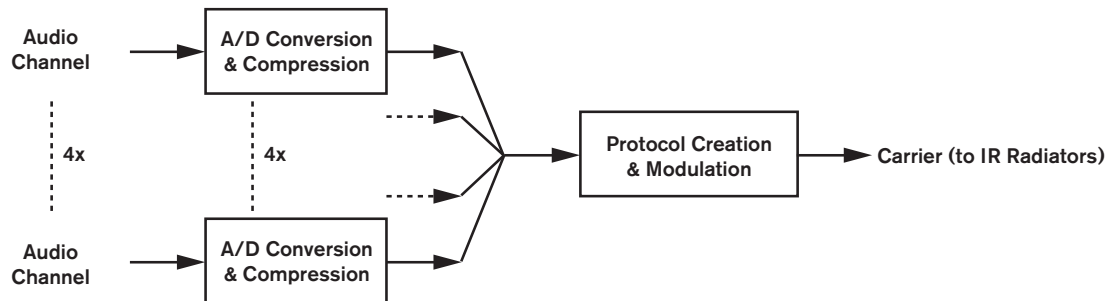 Audio
Channel
A/D Conversion
& Compression
4x
4x
Protocol Creation
& Modulation
Carrier (to IR Radiators)
Audio
Channel
A/D Conversion
& Compression